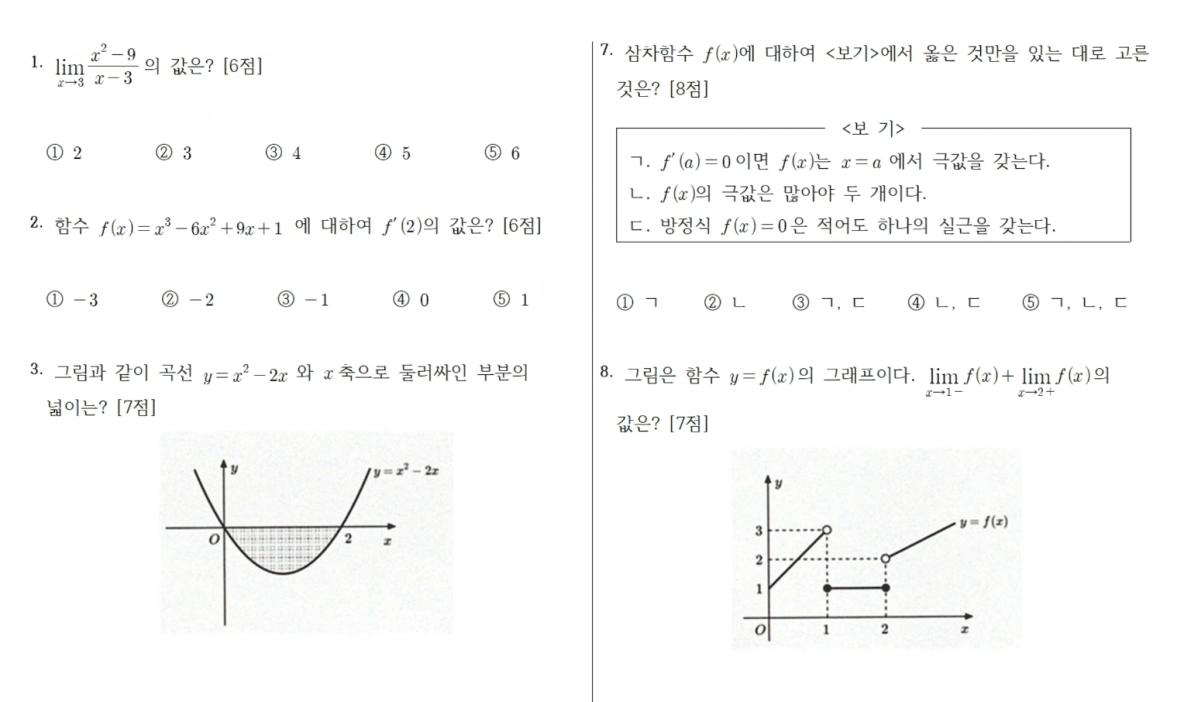 1. lim x→3 (x² − 9)/(x − 3) 의 값은? [6점]
① 2 ② 3 ③ 4 ④ 5 ⑤ 6
2. 함수 f(x) = x³ − 6x² + 9x + 1 에 대하여 f′(2)의 값은? [6점]
① −3 ② −2 ③ −1 ④ 0 ⑤ 1
3. 그림과 같이 곡선 y = x² − 2x 와 x축으로 둘러싸인 부분의
넓이는? [7점]
y
y = x² − 2x
O 2 x
7. 삼차함수 f(x)에 대하여 <보기>에서 옳은 것만을 있는 대로 고른
것은? [8점]
<보 기>
ㄱ. f′(a) = 0이면 f(x)는 x = a 에서 극값을 갖는다.
ㄴ. f(x)의 극값은 많아야 두 개이다.
ㄷ. 방정식 f(x) = 0은 적어도 하나의 실근을 갖는다.
① ㄱ ② ㄴ ③ ㄱ, ㄷ ④ ㄴ, ㄷ ⑤ ㄱ, ㄴ, ㄷ
8. 그림은 함수 y = f(x)의 그래프이다. lim x→1− f(x) + lim x→2+ f(x)의
값은? [7점]
y
y = f(x)
3
2
1
O 1 2 x